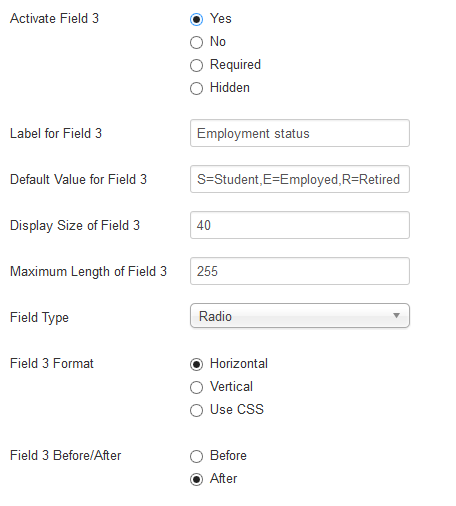 Activate Field 3 Yes
No
Required
Hidden
Label for Field 3 Employment status
Default Value for Field 3 S=Student,E=Employed,R=Retired
Display Size of Field 3 40
Maximum Length of Field 3 255
Field Type Radio
Field 3 Format Horizontal
Vertical
Use CSS
Field 3 Before/After Before
After